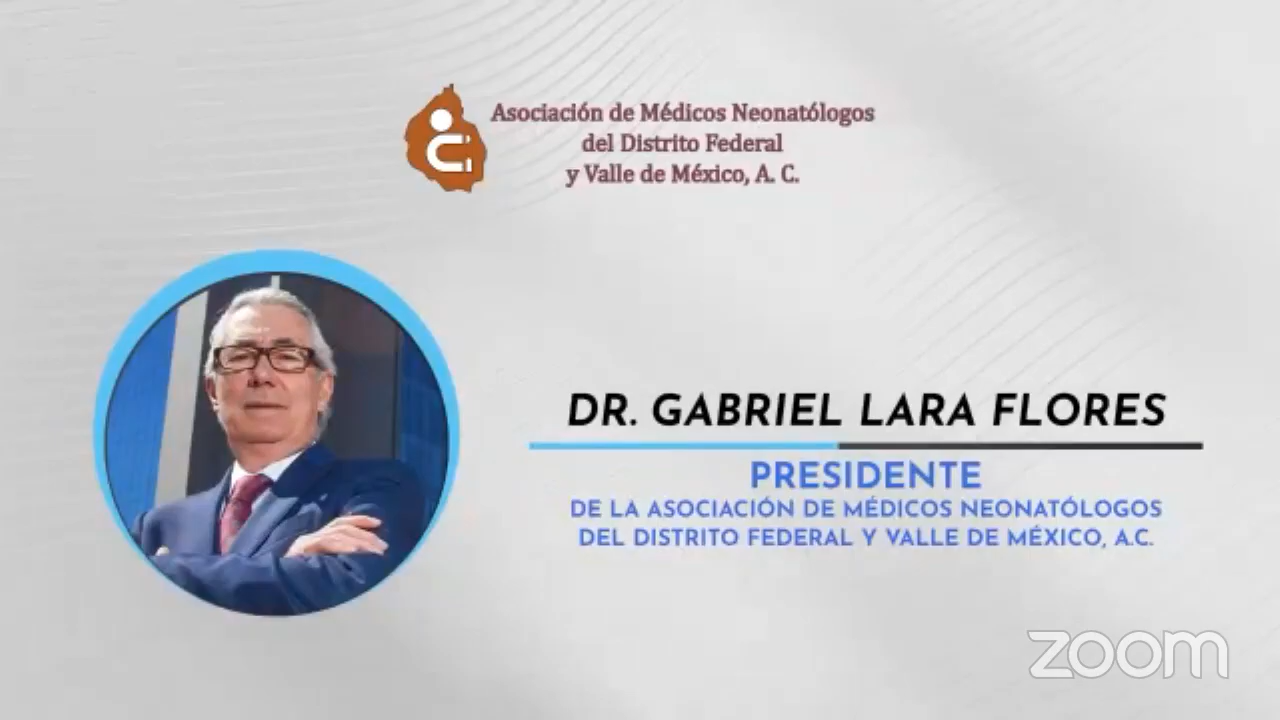 Asociación de Médicos Neonatólogos
del Distrito Federal
y Valle de México, A. C.
DR. GABRIEL LARA FLORES
PRESIDENTE
DE LA ASOCIACIÓN DE MÉDICOS NEONATÓLOGOS
DEL DISTRITO FEDERAL Y VALLE DE MÉXICO, A.C.
zoom